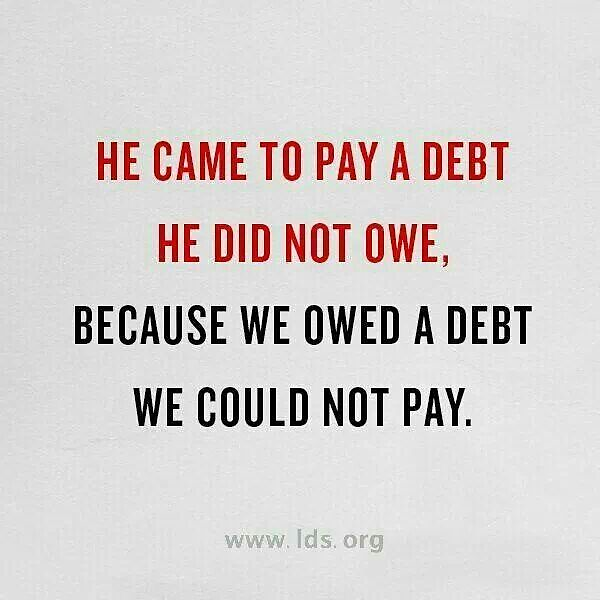 HE CAME TO PAY A DEBT
HE DID NOT OWE,
BECAUSE WE OWED A DEBT
WE COULD NOT PAY.
www.lds.org